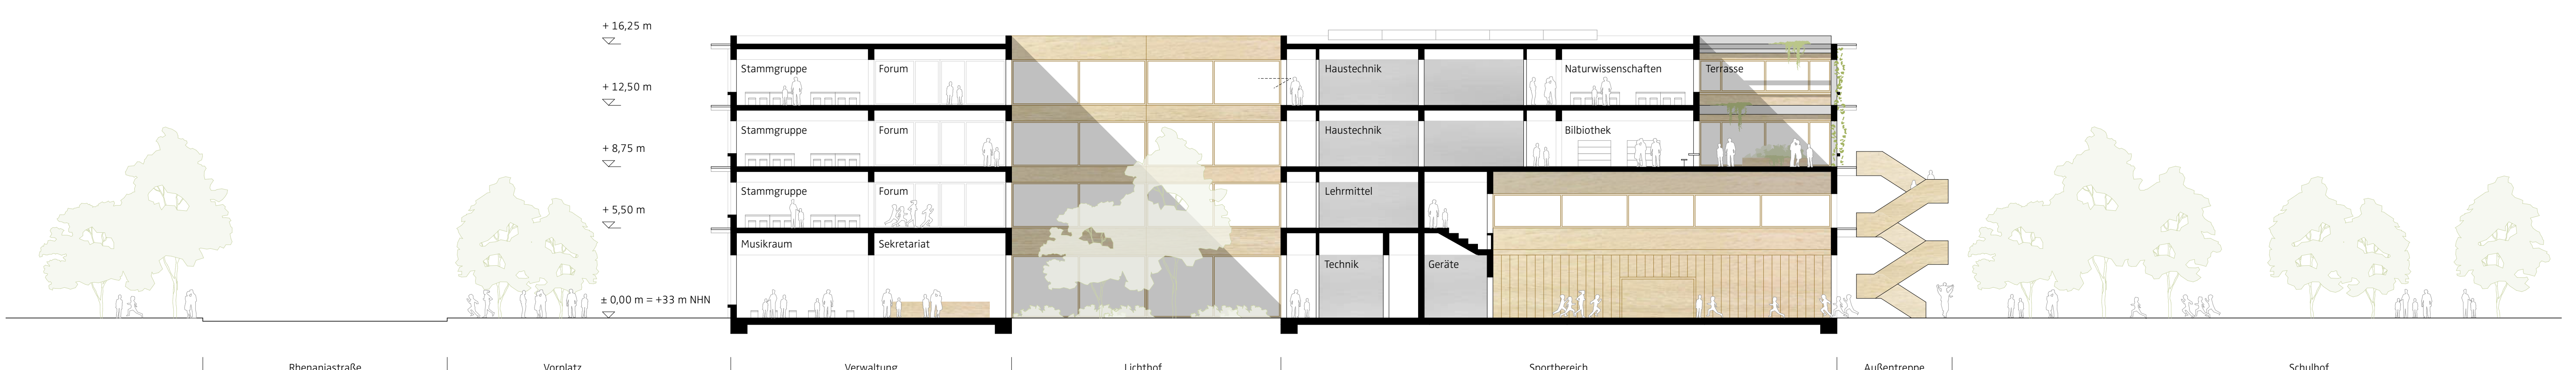 + 16,25 m
+ 12,50 m
+ 8,75 m
+ 5,50 m
± 0,00 m = +33 m NHN
Stammgruppe Forum Haustechnik Naturwissenschaften Terrasse
Stammgruppe Forum Haustechnik Bilbiothek
Stammgruppe Forum Lehrmittel
Musikraum Sekretariat
Technik Geräte
Rhenaniastraße Vorplatz Verwaltung Lichthof Sportbereich Außentreppe Schulhof